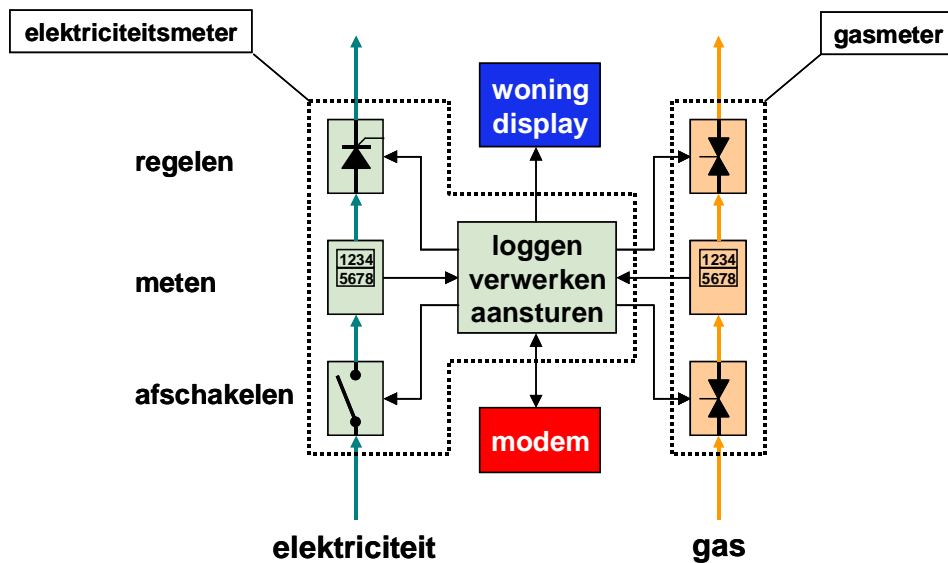 elektriciteitsmeter
gasmeter
woning
display
regelen
loggen
verwerken
aansturen
meten
1234
5678
1234
5678
afschakelen
modem
elektriciteit
gas